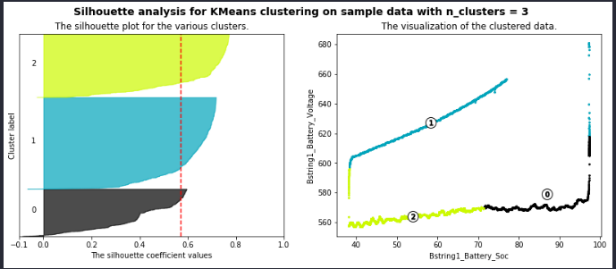 Silhouette analysis for KMeans clustering on sample data with n_clusters = 3
The silhouette plot for the various clusters.
The visualization of the clustered data.
Cluster label
2
1
0
−0.1 0.0 0.2 0.4 0.6 0.8 1.0
The silhouette coefficient values
Bstring1_Battery_Voltage
680
660
640
620
600
580
560
1
0
2
40 50 60 70 80 90 100
Bstring1_Battery_Soc